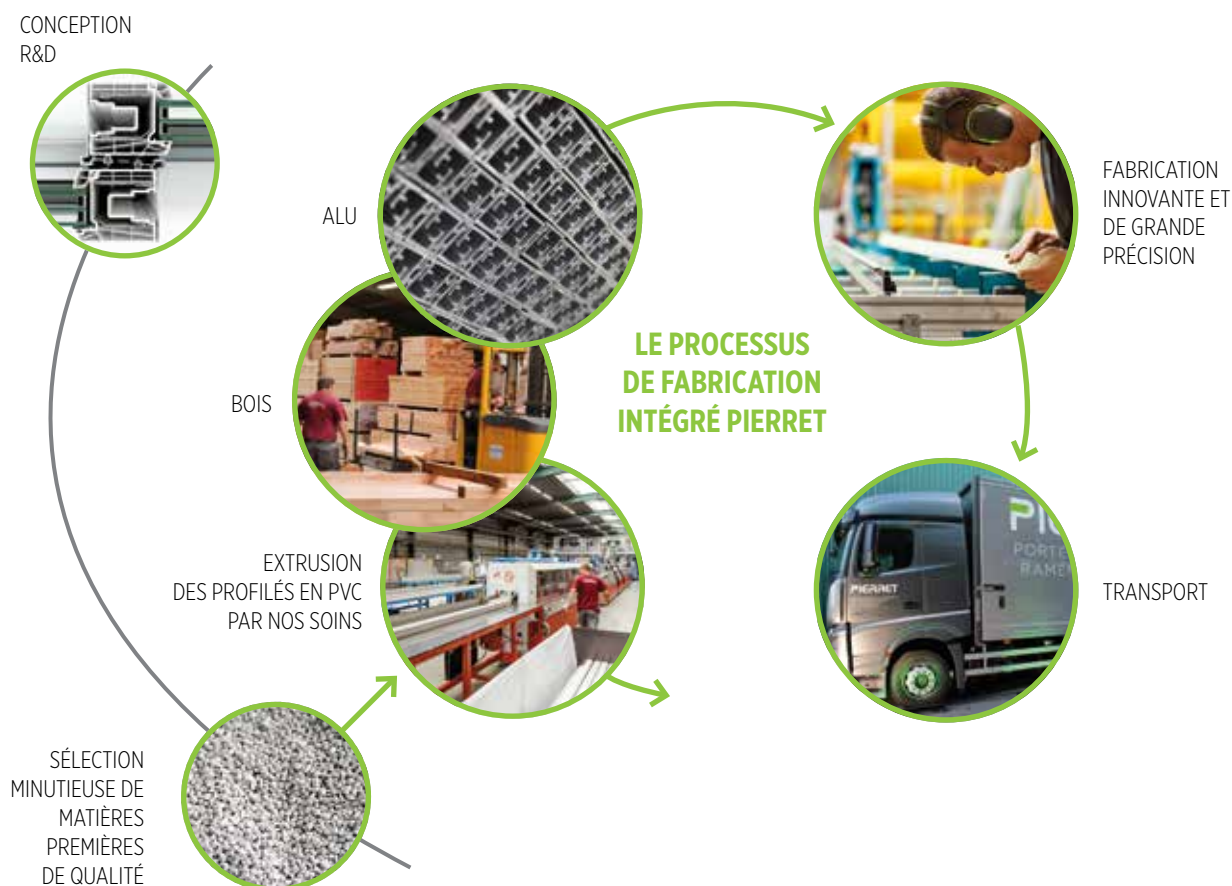 CONCEPTION
R&D
ALU
BOIS
EXTRUSION
DES PROFILÉS EN PVC
PAR NOS SOINS
SÉLECTION
MINUTIEUSE DE
MATIÈRES
PREMIÈRES
DE QUALITÉ
LE PROCESSUS
DE FABRICATION
INTÉGRÉ PIERRET
FABRICATION
INNOVANTE ET
DE GRANDE
PRÉCISION
PIERRET
TRANSPORT